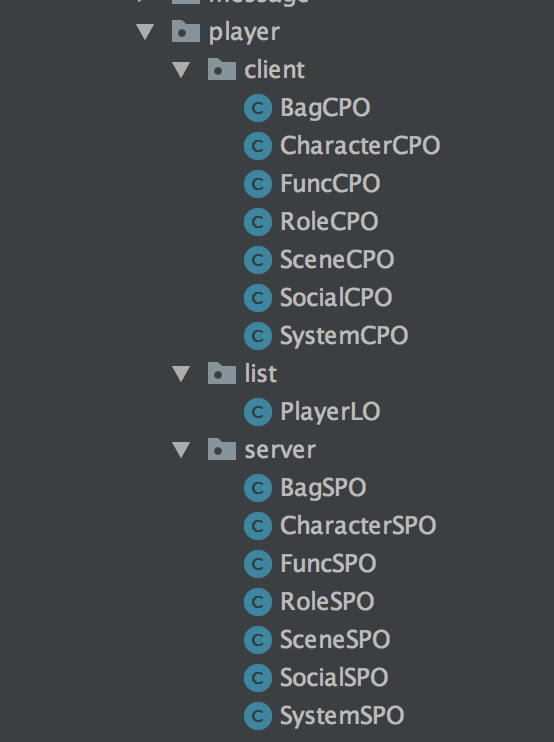 message
player
client
BagCPO
CharacterCPO
FuncCPO
RoleCPO
SceneCPO
SocialCPO
SystemCPO
list
PlayerLO
server
BagSPO
CharacterSPO
FuncSPO
RoleSPO
SceneSPO
SocialSPO
SystemSPO